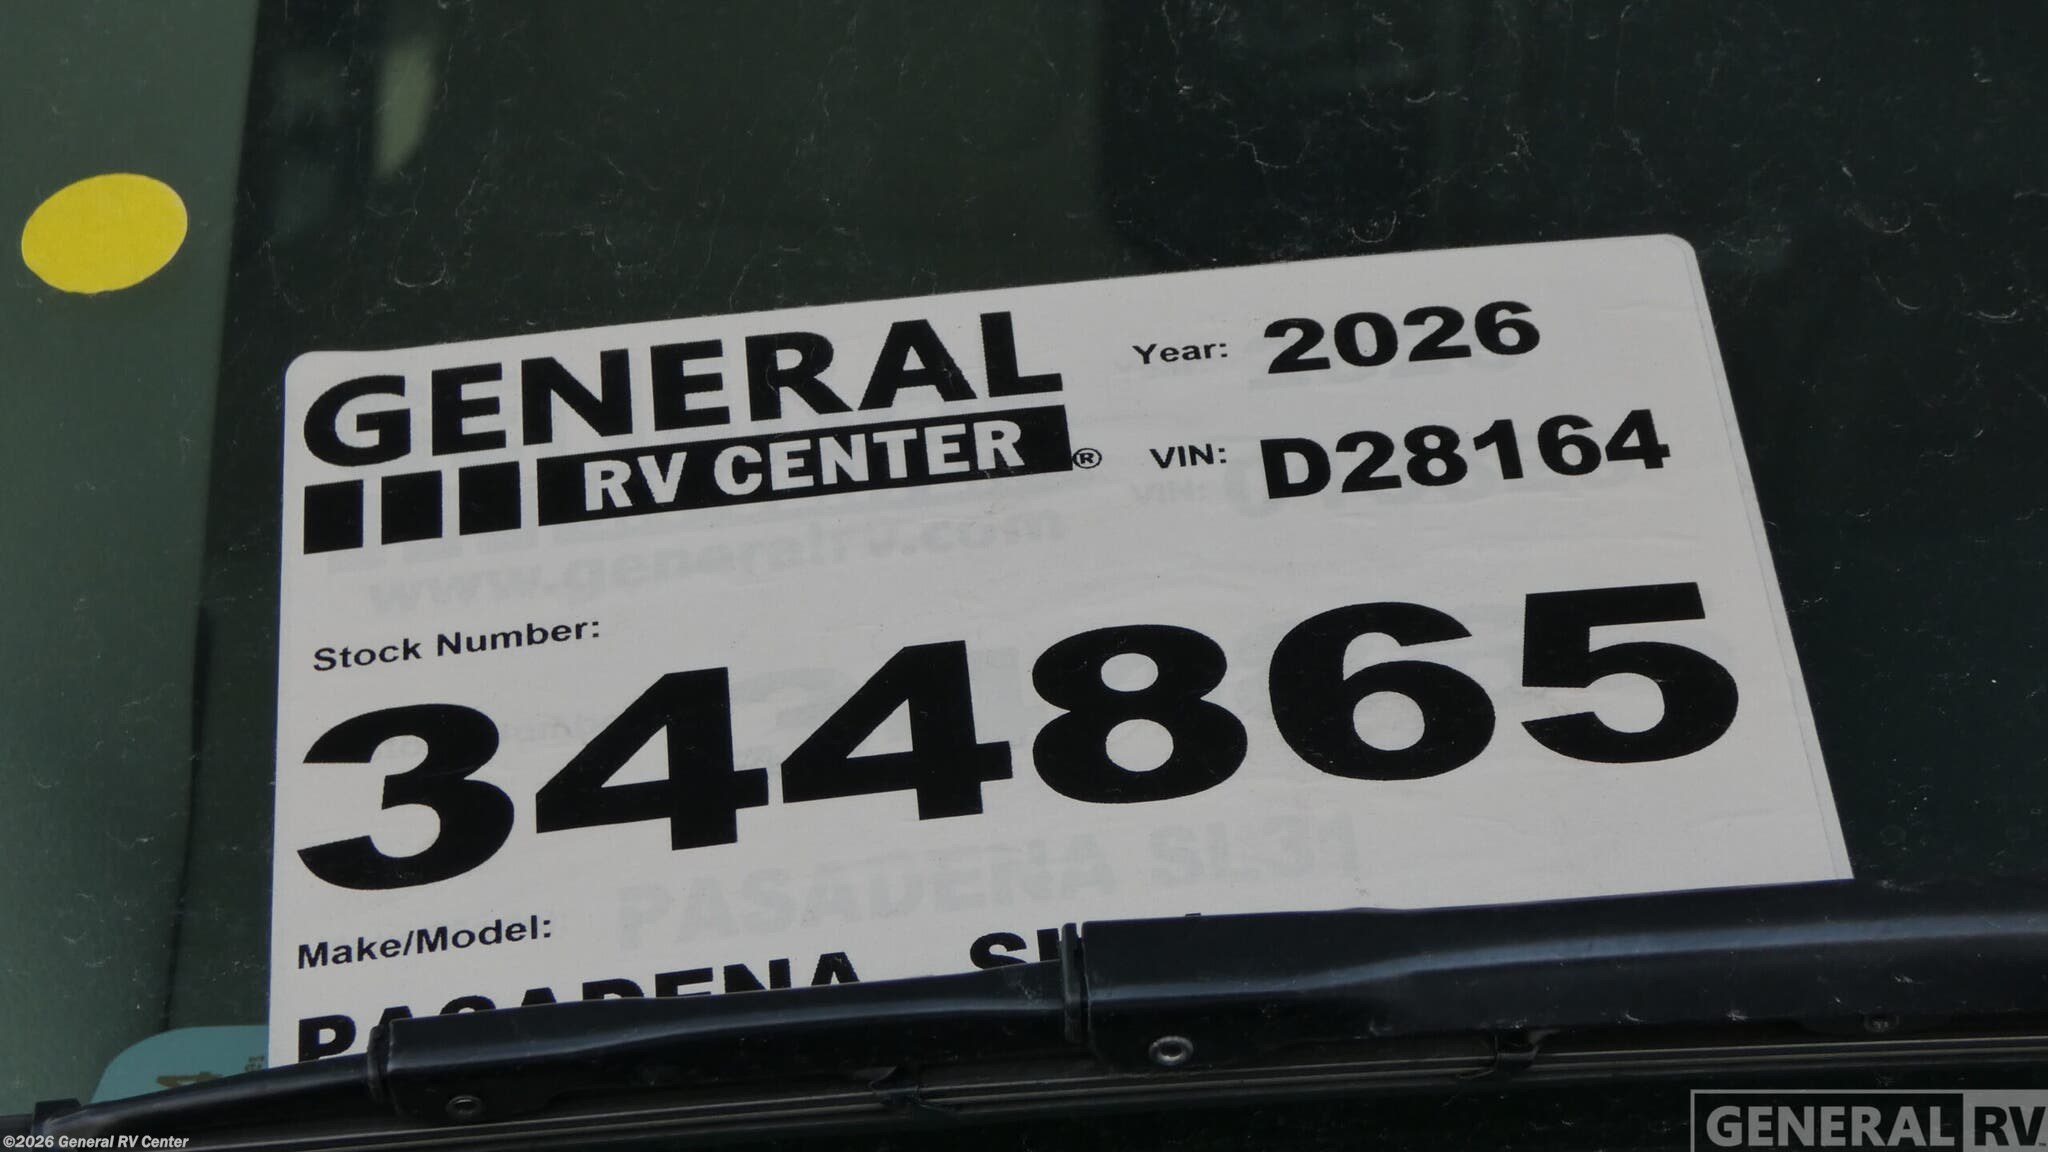 GENERAL
RV CENTER®
Year: 2026
VIN: D28164
www.generalrv.com
Stock Number:
344865
PASADENA SL31
Make/Model:
PASADENA
©2026 General RV Center
GENERAL RV